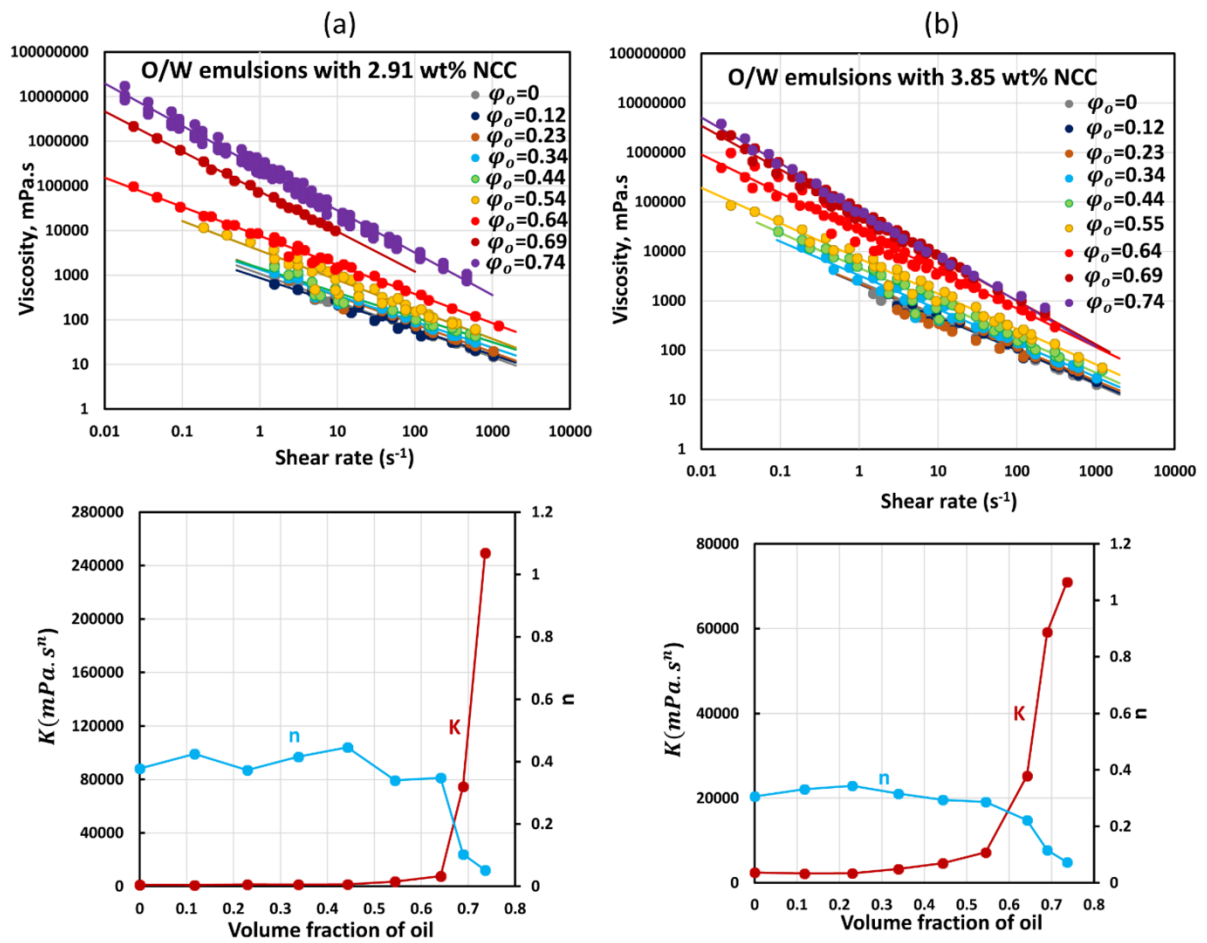 (a)
O/W emulsions with 2.91 wt% NCC
φₒ=0
φₒ=0.12
φₒ=0.23
φₒ=0.34
φₒ=0.44
φₒ=0.54
φₒ=0.64
φₒ=0.69
φₒ=0.74
Viscosity, mPa.s
100000000
10000000
1000000
100000
10000
1000
100
10
1
0.01 0.1 1 10 100 1000 10000
Shear rate (s⁻¹)
(b)
O/W emulsions with 3.85 wt% NCC
φₒ=0
φₒ=0.12
φₒ=0.23
φₒ=0.34
φₒ=0.44
φₒ=0.55
φₒ=0.64
φₒ=0.69
φₒ=0.74
Viscosity, mPa.s
100000000
10000000
1000000
100000
10000
1000
100
10
1
0.01 0.1 1 10 100 1000 10000
Shear rate (s⁻¹)
K(mPa.sⁿ)
280000
240000
200000
160000
120000
80000
40000
0
n
K
1.2
1
0.8
0.6
0.4
0.2
0
n
0 0.1 0.2 0.3 0.4 0.5 0.6 0.7 0.8
Volume fraction of oil
K(mPa.sⁿ)
80000
60000
40000
20000
0
K
n
1.2
1
0.8
0.6
0.4
0.2
0
n
0 0.1 0.2 0.3 0.4 0.5 0.6 0.7 0.8
Volume fraction of oil